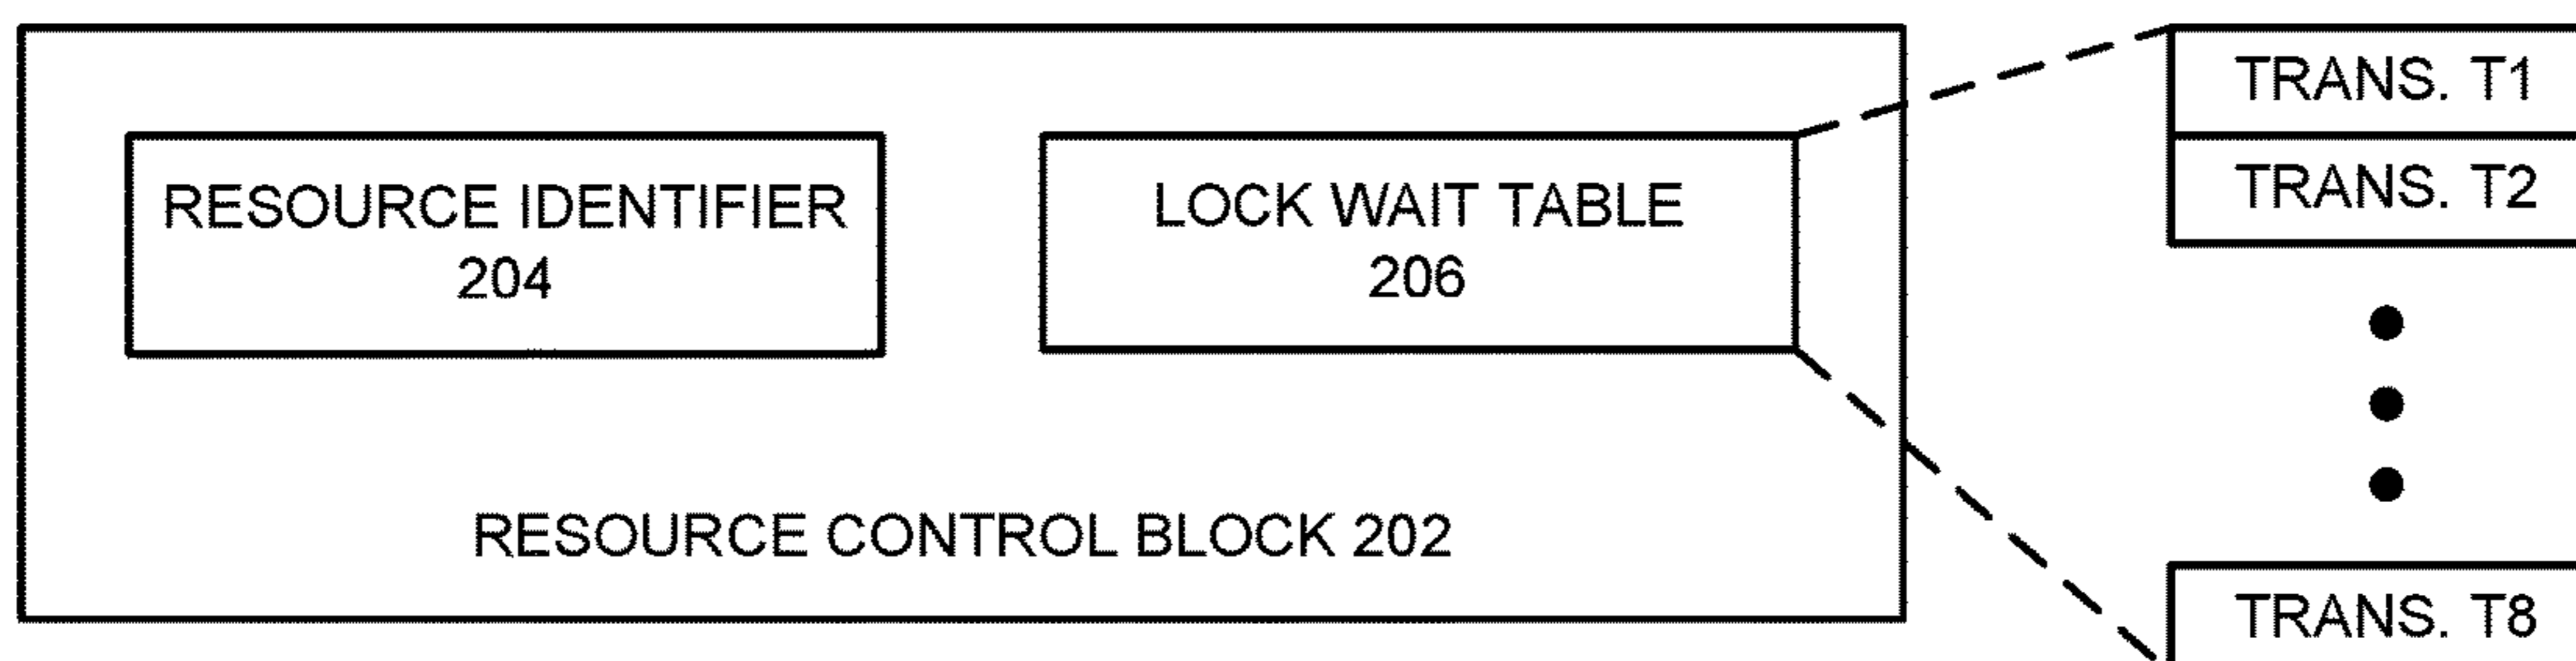 RESOURCE IDENTIFIER
204
LOCK WAIT TABLE
206
RESOURCE CONTROL BLOCK 202
TRANS. T1
TRANS. T2
TRANS. T8